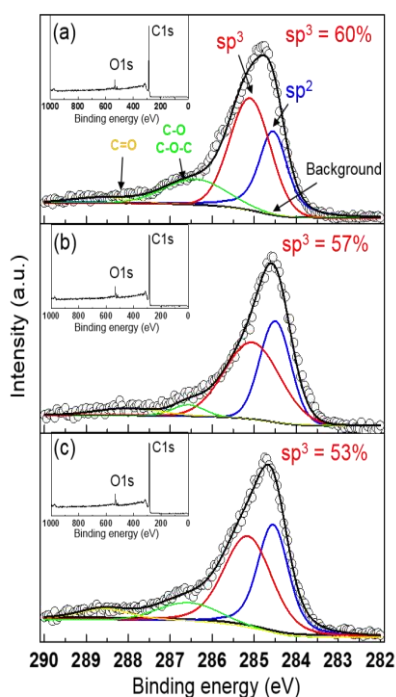 (a)
C1s
O1s
1000 800 600 400 200 0
Binding energy (eV)
sp³
sp³ = 60%
sp²
C=O
C-O
C-O-C
Background
(b)
C1s
O1s
1000 800 600 400 200 0
Binding energy (eV)
sp³ = 57%
(c)
C1s
O1s
1000 800 600 400 200 0
Binding energy (eV)
sp³ = 53%
Intensity (a.u.)
290 289 288 287 286 285 284 283 282
Binding energy (eV)